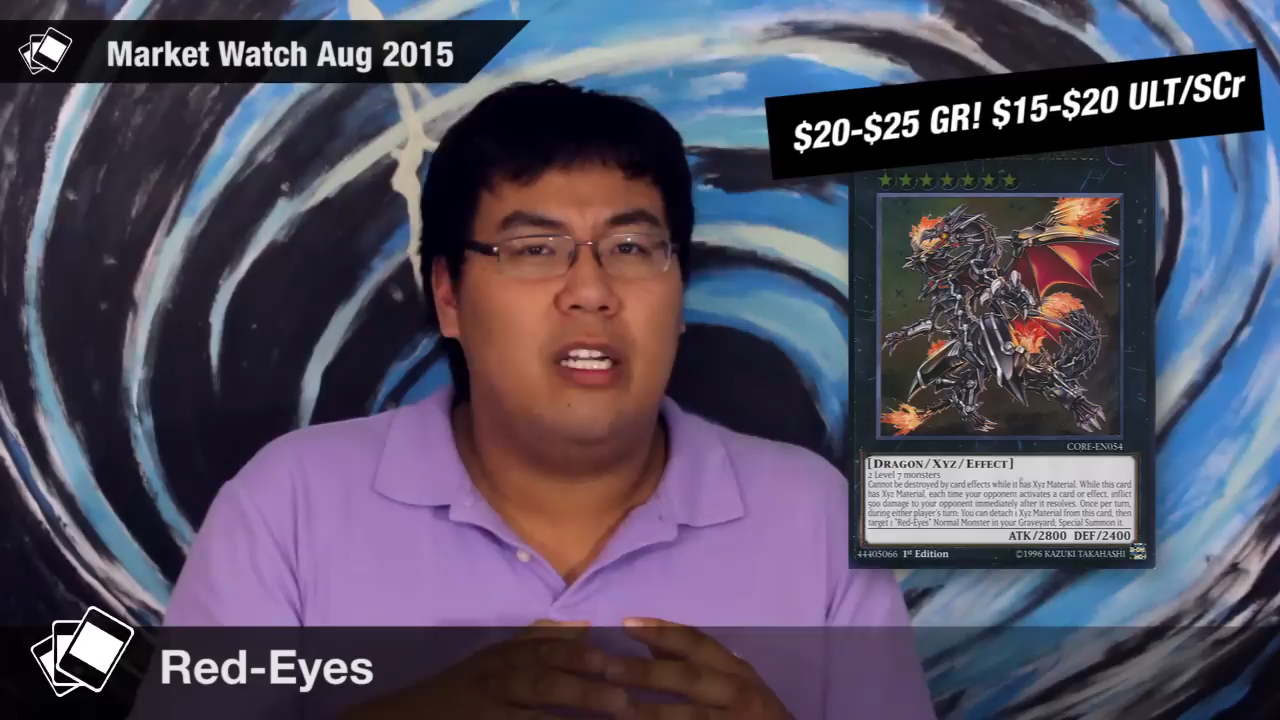 Market Watch Aug 2015
$20-$25 GR! $15-$20 ULT/SCr
CORE-EN054
[DRAGON/XYZ/EFFECT]
2 Level 7 monsters
Cannot be destroyed by card effects while it has Xyz Material. While this card
has Xyz Material, each time your opponent activates a card or effect, inflict
500 damage to your opponent immediately after it resolves. Once per turn,
during either player's turn: You can detach 1 Xyz Material from this card, then
target 1 "Red-Eyes" Normal Monster in your Graveyard; Special Summon it.
ATK/2800 DEF/2400
44405066 1st Edition ©1996 KAZUKI TAKAHASHI
Red-Eyes